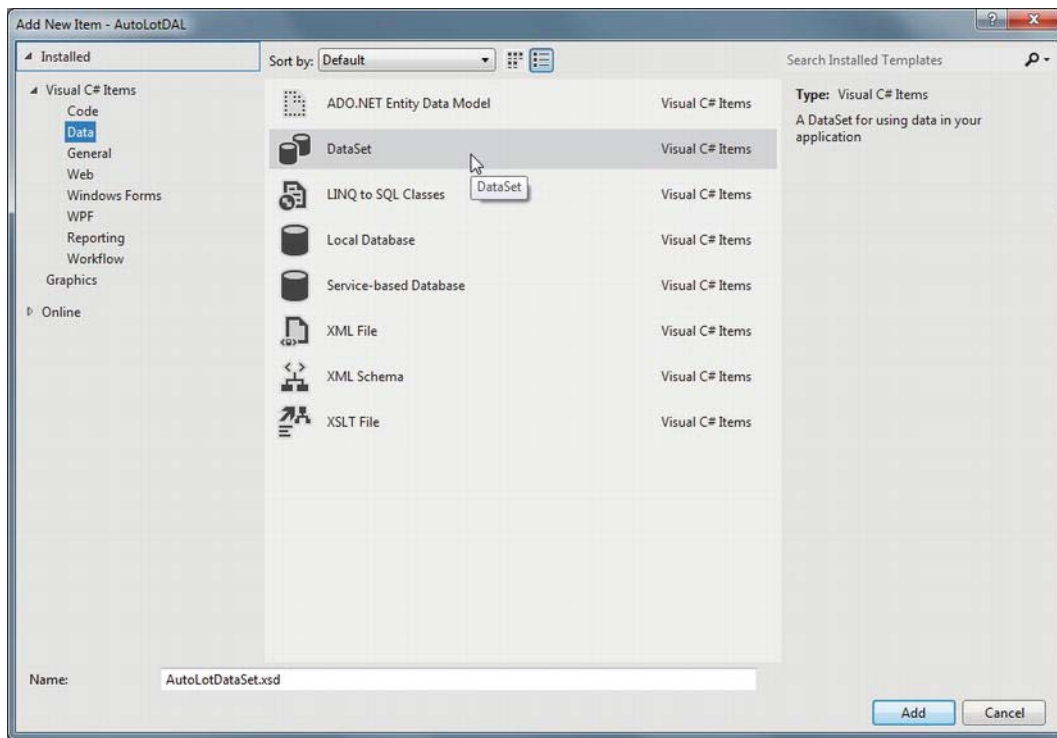 Add New Item - AutoLotDAL
Installed
Sort by: Default
Search Installed Templates
Visual C# Items
Code
Data
General
Web
Windows Forms
WPF
Reporting
Workflow
Graphics
Online
ADO.NET Entity Data Model Visual C# Items
DataSet Visual C# Items
DataSet
LINQ to SQL Classes Visual C# Items
Local Database Visual C# Items
Service-based Database Visual C# Items
XML File Visual C# Items
XML Schema Visual C# Items
XSLT File Visual C# Items
Type: Visual C# Items
A DataSet for using data in your
application
Name: AutoLotDataSet.xsd
Add Cancel